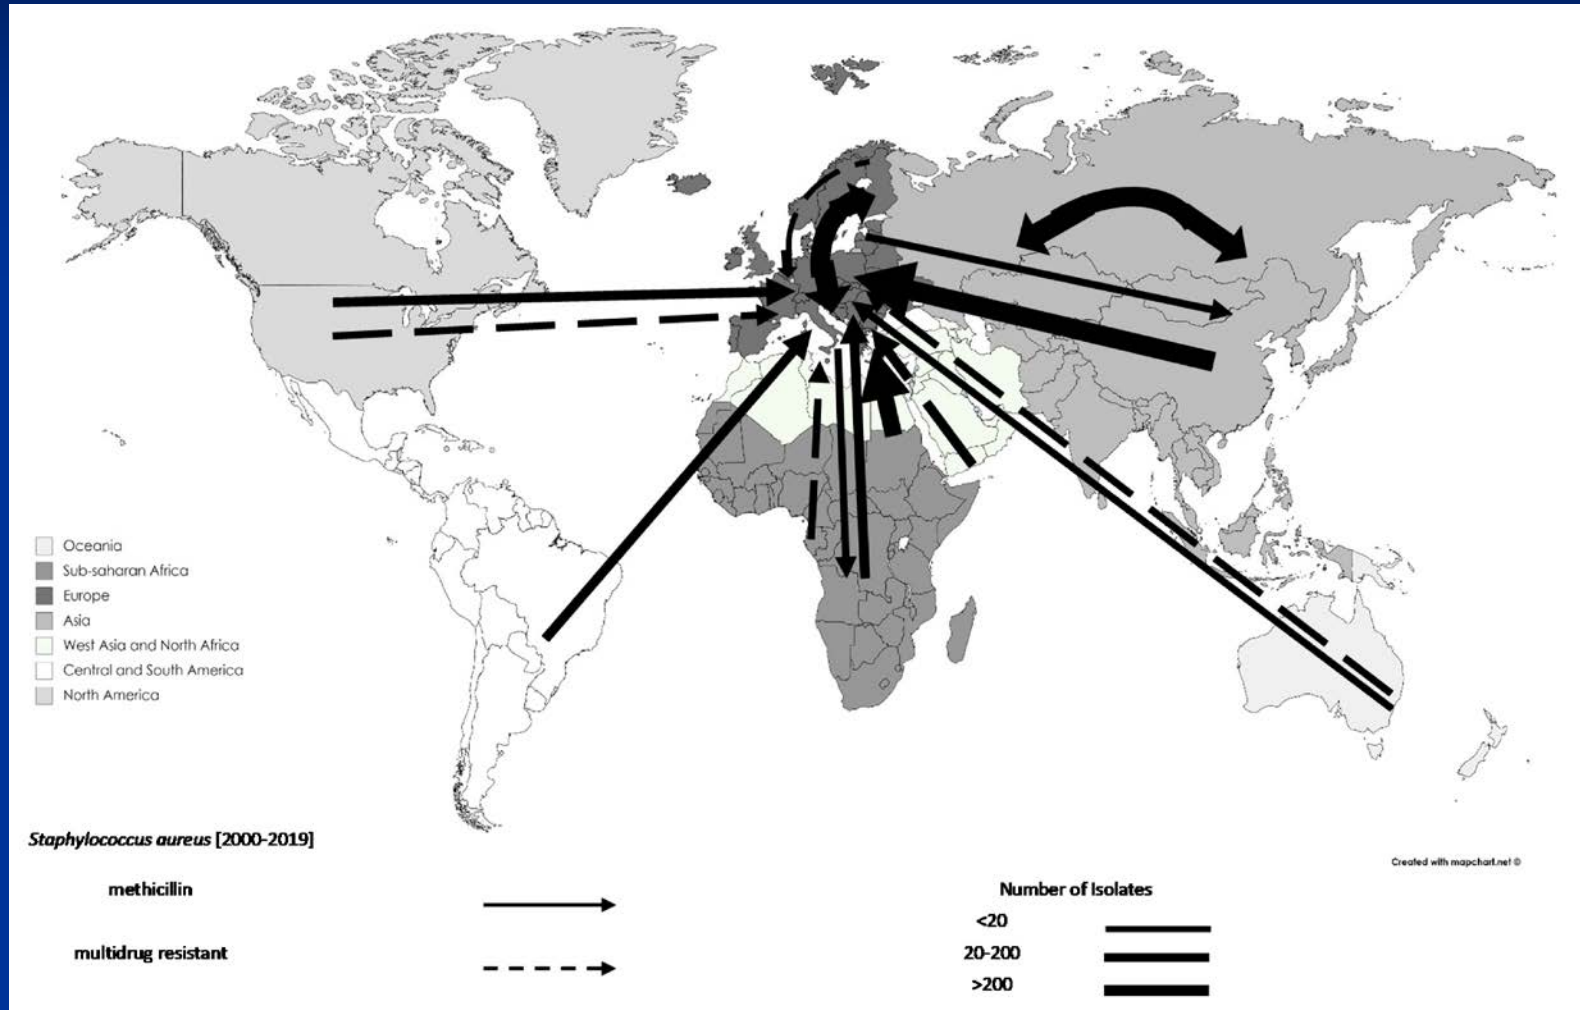 Oceania
Sub-saharan Africa
Europe
Asia
West Asia and North Africa
Central and South America
North America
Staphylococcus aureus [2000-2019]
methicillin
multidrug resistant
Created with mapchart.net ©
Number of Isolates
<20
20-200
>200